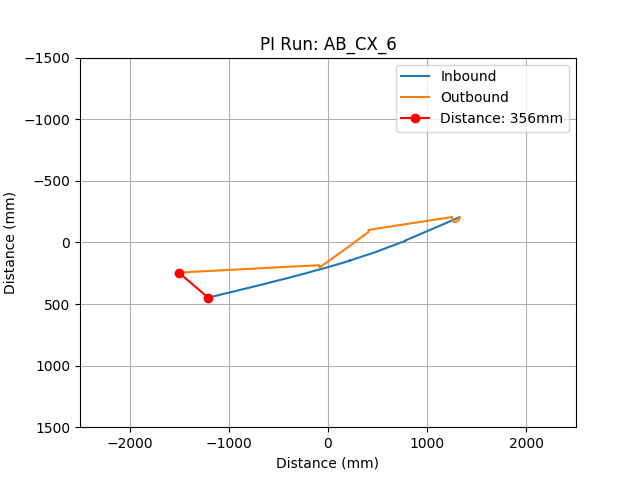 PI Run: AB_CX_6
Inbound
Outbound
Distance: 356mm
Distance (mm)
−1500
−1000
−500
0
500
1000
1500
−2000
−1000
0
1000
2000
Distance (mm)